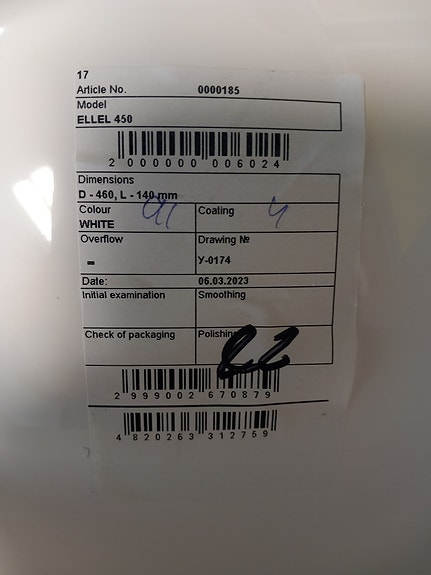 17
Article No. 0000185
Model
ELLEL 450
2 000000 006024
Dimensions
D - 460, L - 140 mm
Colour Coating
WHITE
Overflow Drawing №
- У-0174
Date: 06.03.2023
Initial examination Smoothing
Check of packaging Polishing
2 999002 670879
4 820263 312759